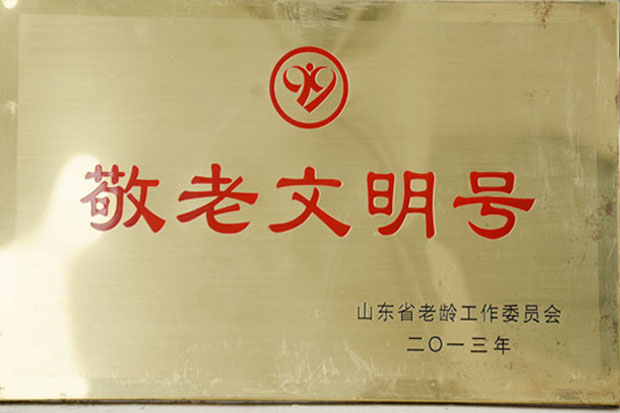 敬老文明号
山东省老龄工作委员会
二〇一三年